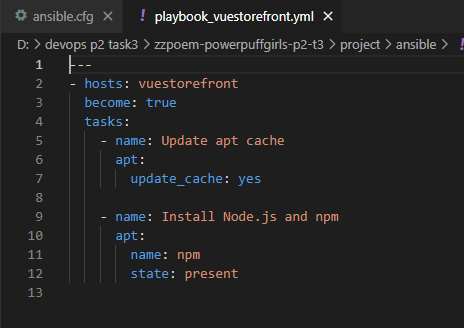 ansible.cfg
! playbook_vuestorefront.yml ×
D: > devops p2 task3 > zzpoem-powerpuffgirls-p2-t3 > project > ansible > !
1 ---
2 - hosts: vuestorefront
3   become: true
4   tasks:
5     - name: Update apt cache
6       apt:
7         update_cache: yes
8
9     - name: Install Node.js and npm
10       apt:
11         name: npm
12         state: present
13